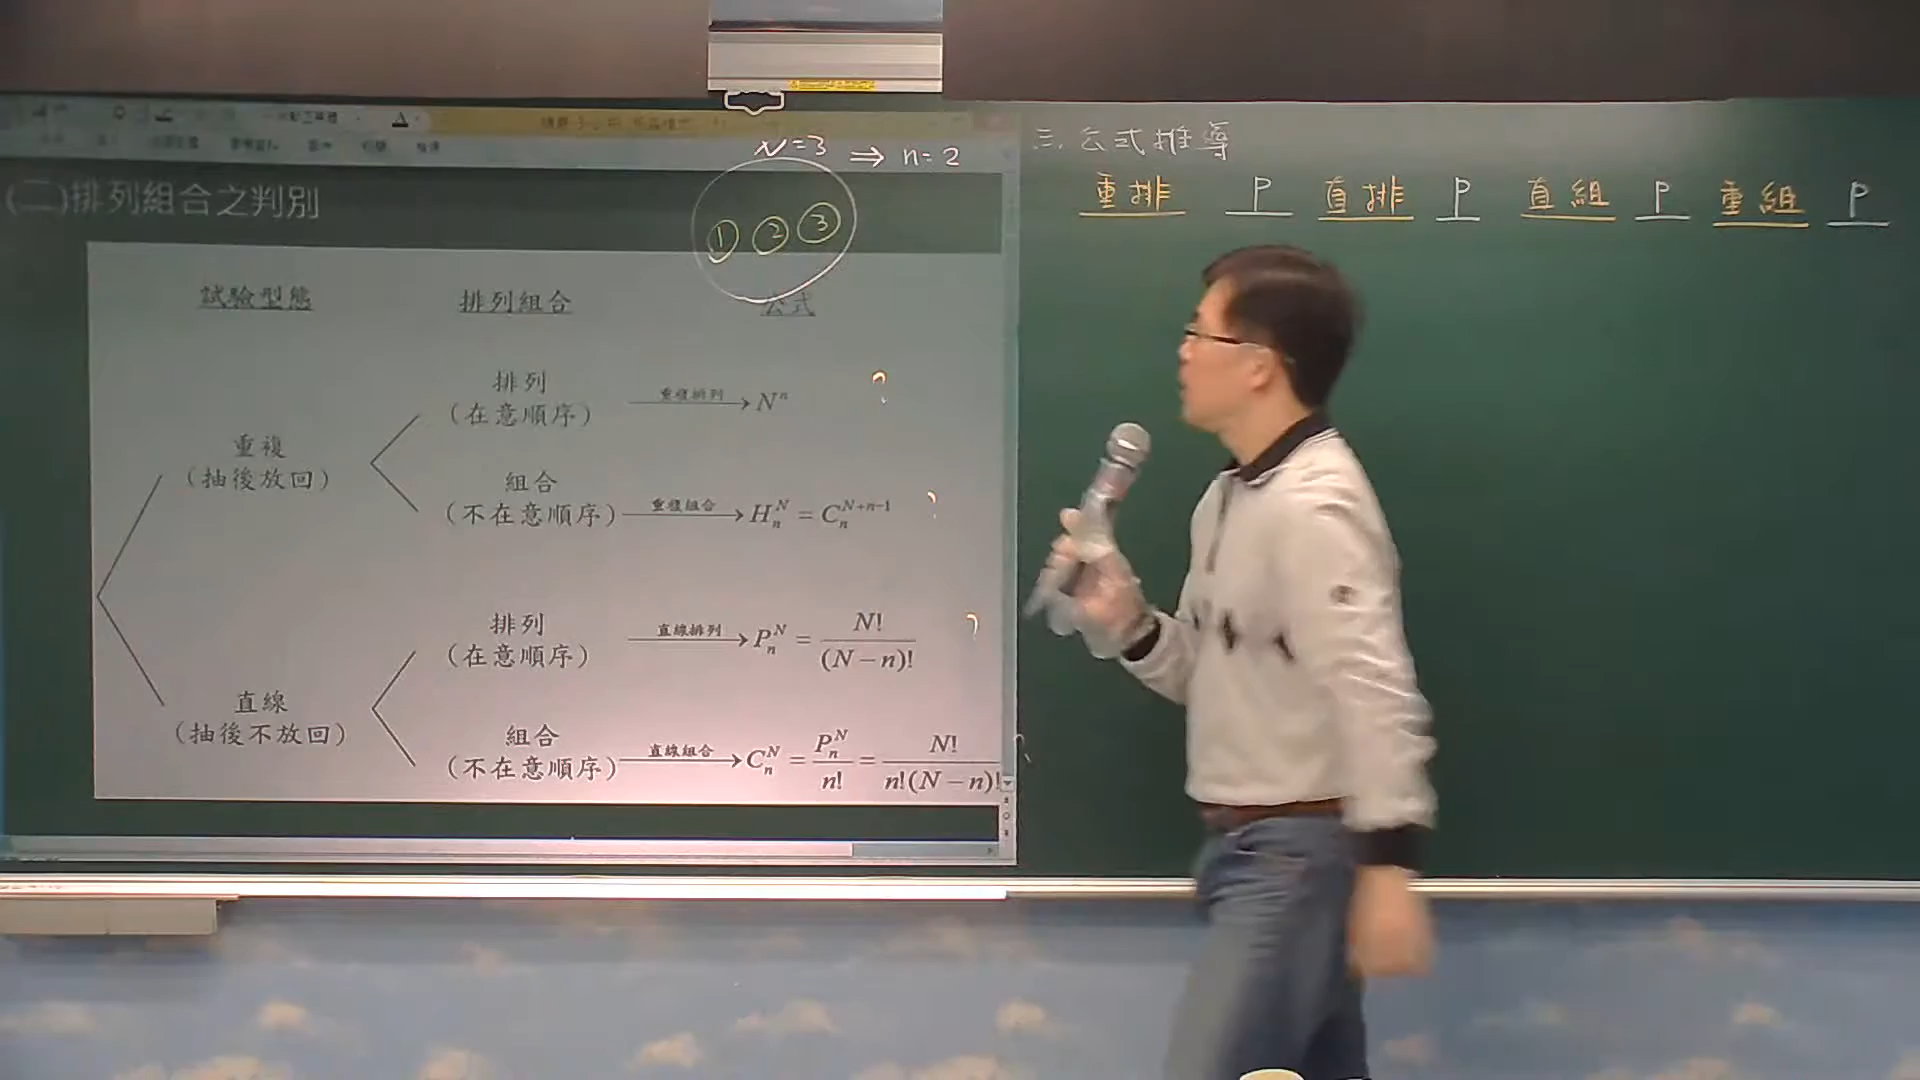 N=3 ⇒ n=2
① ② ③
(二)排列組合之判別
試驗型態 排列組合 公式
排列
(在意順序) 重複排列 → Nⁿ ?
重複
(抽後放回)
組合
(不在意順序) 重複組合 → H_n^N = C_n^{N+n-1} ?
排列
(在意順序) 直線排列 → P_n^N = N! / (N-n)! ?
直線
(抽後不放回)
組合
(不在意順序) 直線組合 → C_n^N = P_n^N / n! = N! / n!(N-n)! ?
三. 公式推導
重排 P 直排 P 直組 P 重組 P